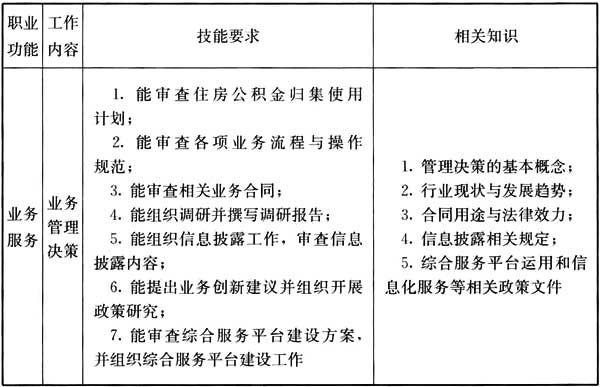 职业
功能
工作
内容
技能要求
相关知识
业务
服务
业务
管理
决策
1. 能审查住房公积金归集使用
计划；
2. 能审查各项业务流程与操作
规范；
3. 能审查相关业务合同；
4. 能组织调研并撰写调研报告；
5. 能组织信息披露工作，审查信息
披露内容；
6. 能提出业务创新建议并组织开展
政策研究；
7. 能审查综合服务平台建设方案，
并组织综合服务平台建设工作
1. 管理决策的基本概念；
2. 行业现状与发展趋势；
3. 合同用途与法律效力；
4. 信息披露相关规定；
5. 综合服务平台运用和信
息化服务等相关政策文件